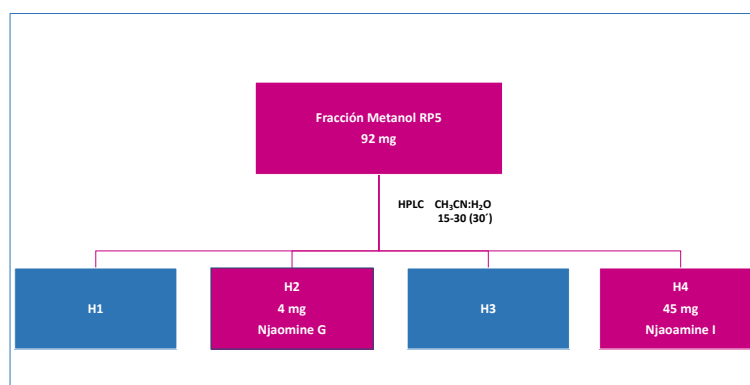 Fracción Metanol RP5
92 mg
HPLC CH₃CN:H₂O
15-30 (30´)
H1
H2
4 mg
Njaomine G
H3
H4
45 mg
Njaoamine I